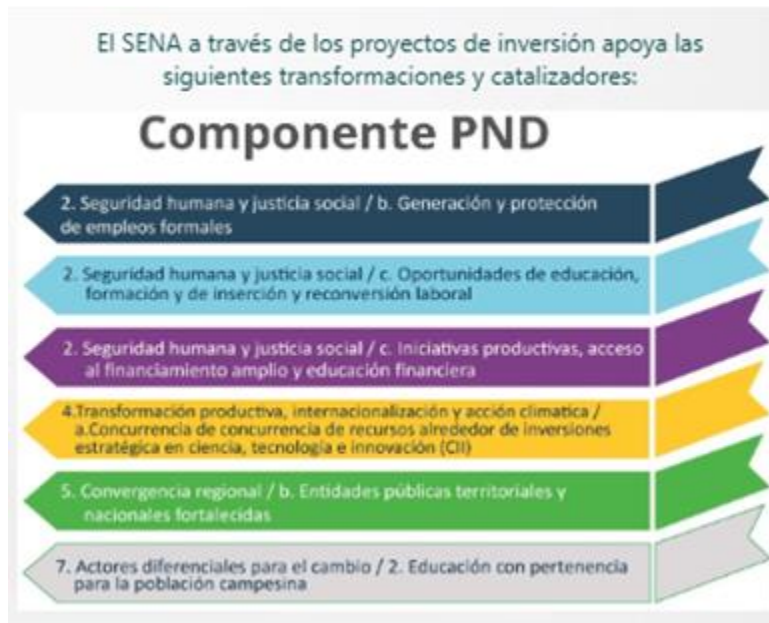 El SENA a través de los proyectos de inversión apoya las
siguientes transformaciones y catalizadores:
Componente PND
2. Seguridad humana y justicia social / b. Generación y protección
de empleos formales
2. Seguridad humana y justicia social / c. Oportunidades de educación,
formación y de inserción y reconversión laboral
2. Seguridad humana y justicia social / c. Iniciativas productivas, acceso
al financiamiento amplio y educación financiera
4.Transformación productiva, internacionalización y acción climatica /
a.Concurrencia de concurrencia de recursos alrededor de inversiones
estratégica en ciencia, tecnología e innovación (CII)
5. Convergencia regional / b. Entidades públicas territoriales y
nacionales fortalecidas
7. Actores diferenciales para el cambio / 2. Educación con pertenencia
para la población campesina